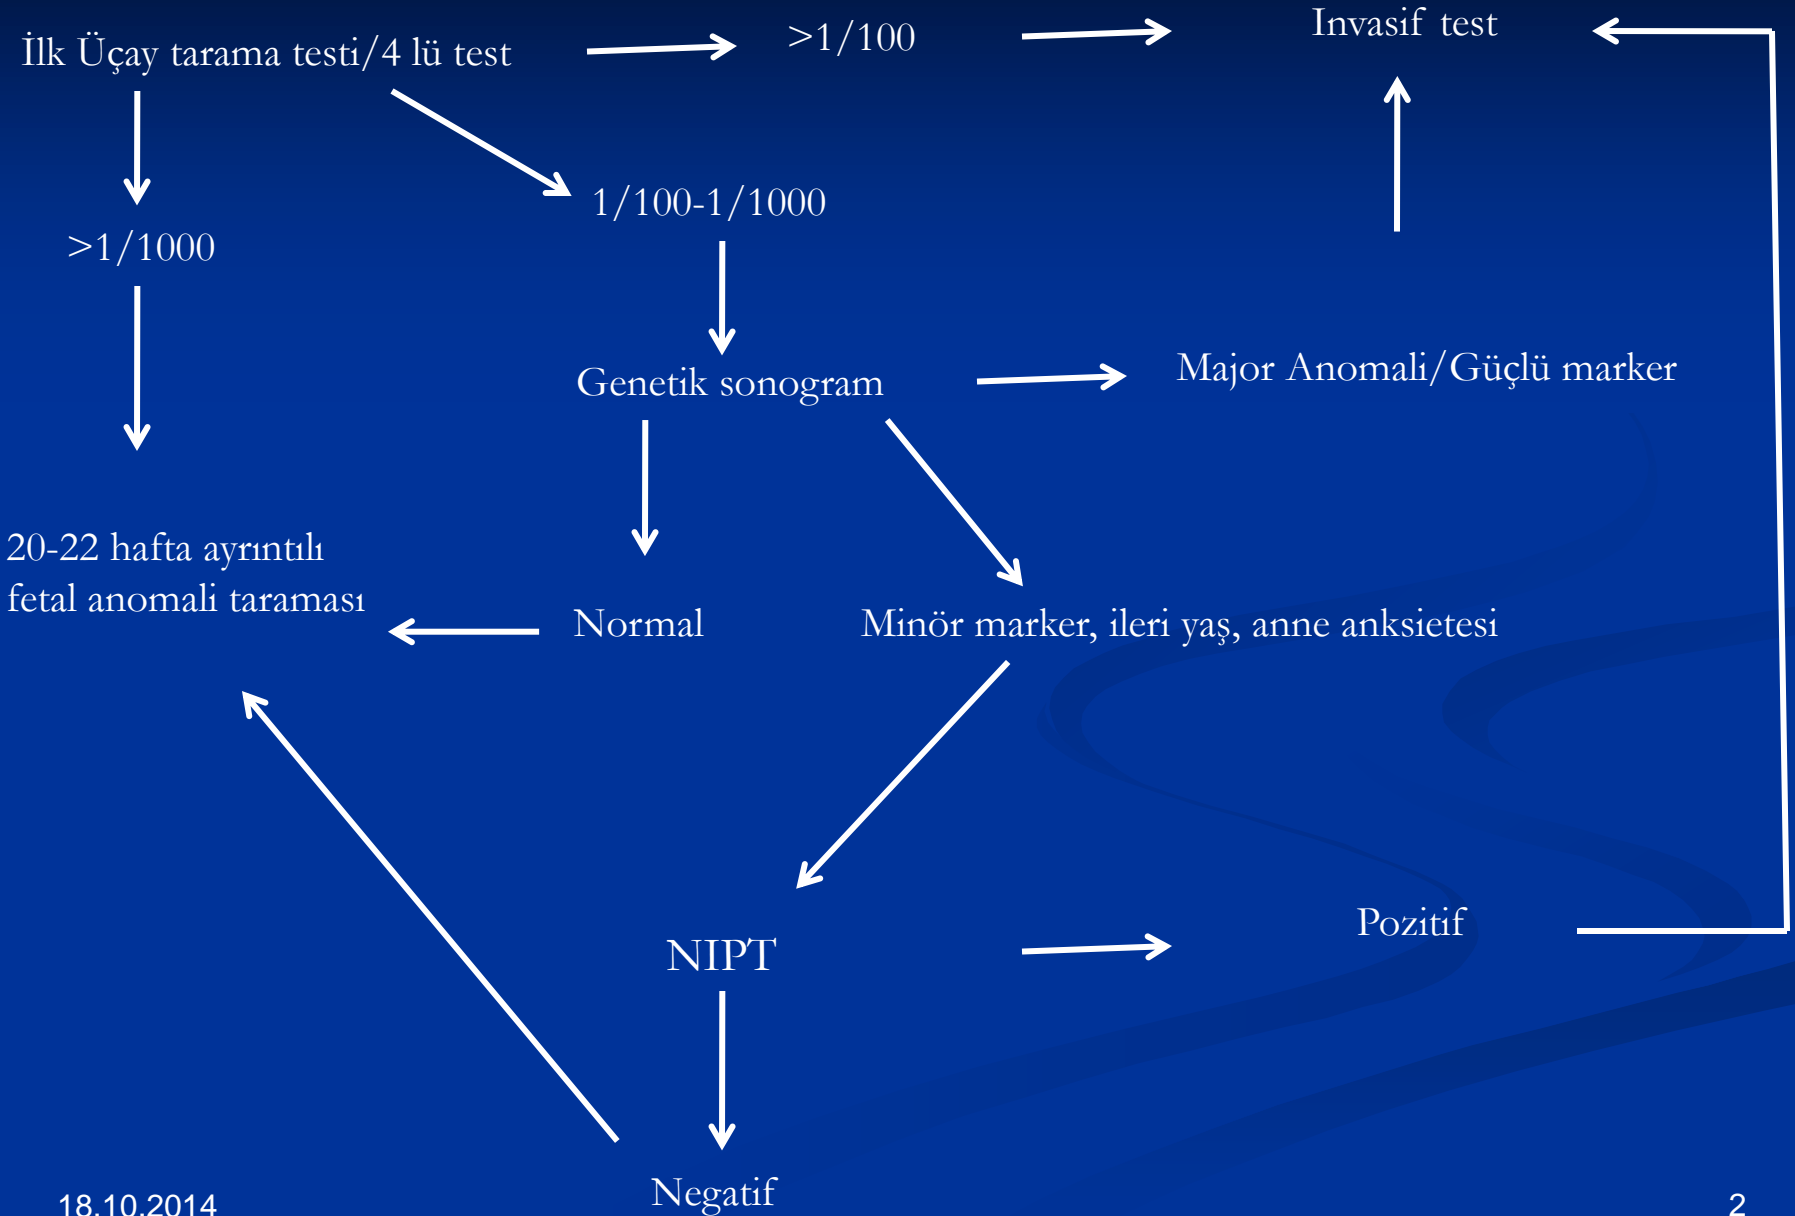 İlk Üçay tarama testi/4 lü test
>1/100
Invasif test
1/100-1/1000
>1/1000
Genetik sonogram
Major Anomali/Güçlü marker
20-22 hafta ayrıntılı
fetal anomali taraması
Normal
Minör marker, ileri yaş, anne anksietesi
NIPT
Pozitif
Negatif
18.10.2014
2